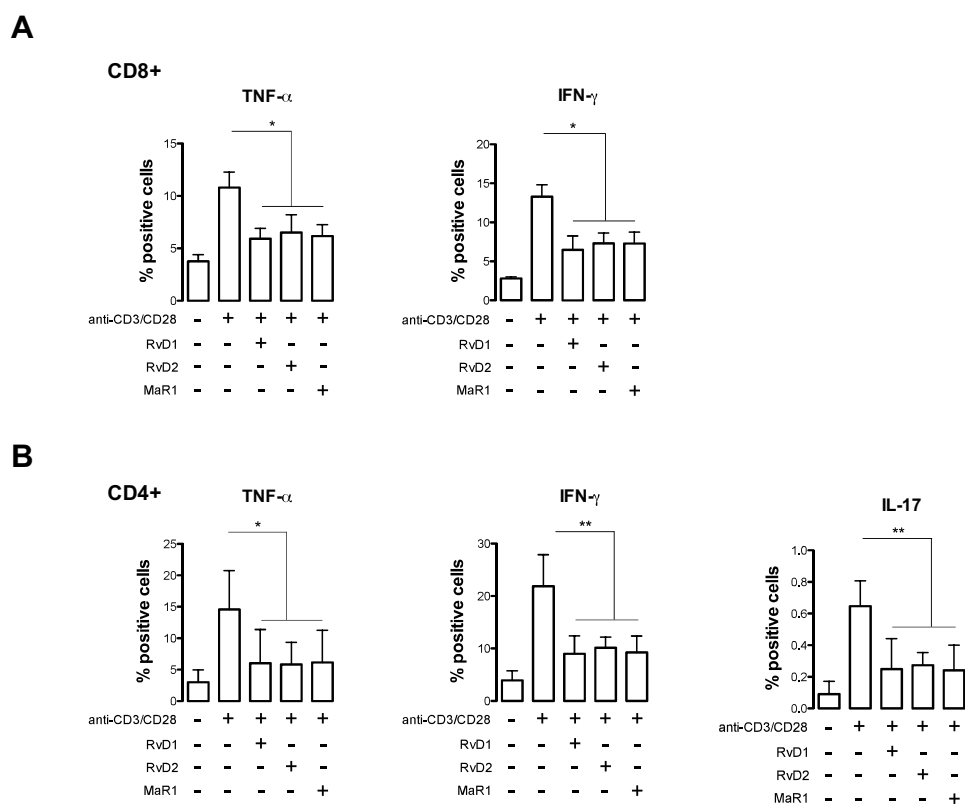 A
CD8+
TNF-α
*
% positive cells
15
10
5
0
anti-CD3/CD28 - + + + +
RvD1 - - + - -
RvD2 - - - + -
MaR1 - - - - +
IFN-γ
*
% positive cells
20
15
10
5
0
anti-CD3/CD28 - + + + +
RvD1 - - + - -
RvD2 - - - + -
MaR1 - - - - +
B
CD4+
TNF-α
*
% positive cells
25
20
15
10
5
0
anti-CD3/CD28 - + + + +
RvD1 - - + - -
RvD2 - - - + -
MaR1 - - - - +
IFN-γ
**
% positive cells
30
20
10
0
anti-CD3/CD28 - + + + +
RvD1 - - + - -
RvD2 - - - + -
MaR1 - - - - +
IL-17
**
% positive cells
1.0
0.8
0.6
0.4
0.2
0.0
anti-CD3/CD28 - + + + +
RvD1 - - + - -
RvD2 - - - + -
MaR1 - - - - +